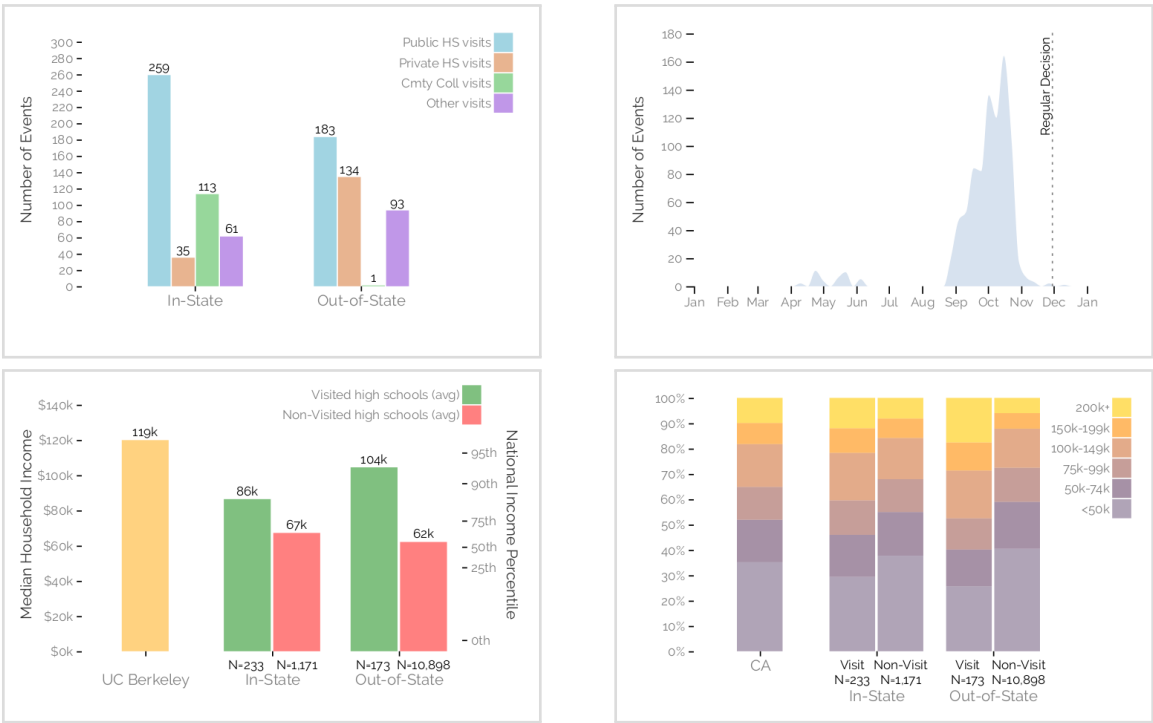 Number of Events
300
280
260
240
220
200
180
160
140
120
100
80
60
40
20
0
Public HS visits
Private HS visits
Cmty Coll visits
Other visits
259
35
113
61
183
134
1
93
In-State
Out-of-State
Number of Events
180
160
140
120
100
80
60
40
20
0
Regular Decision
Jan Feb Mar Apr May Jun Jul Aug Sep Oct Nov Dec Jan
Median Household Income
$140k
$120k
$100k
$80k
$60k
$40k
$20k
$0k
Visited high schools (avg)
Non-Visited high schools (avg)
119k
86k
67k
104k
62k
95th
90th
75th
50th
25th
0th
National Income Percentile
N=233 N=1,171 N=173 N=10,898
UC Berkeley In-State Out-of-State
100%
90%
80%
70%
60%
50%
40%
30%
20%
10%
0%
200k+
150k-199k
100k-149k
75k-99k
50k-74k
<50k
CA
Visit Non-Visit Visit Non-Visit
N=233 N=1,171 N=173 N=10,898
In-State Out-of-State